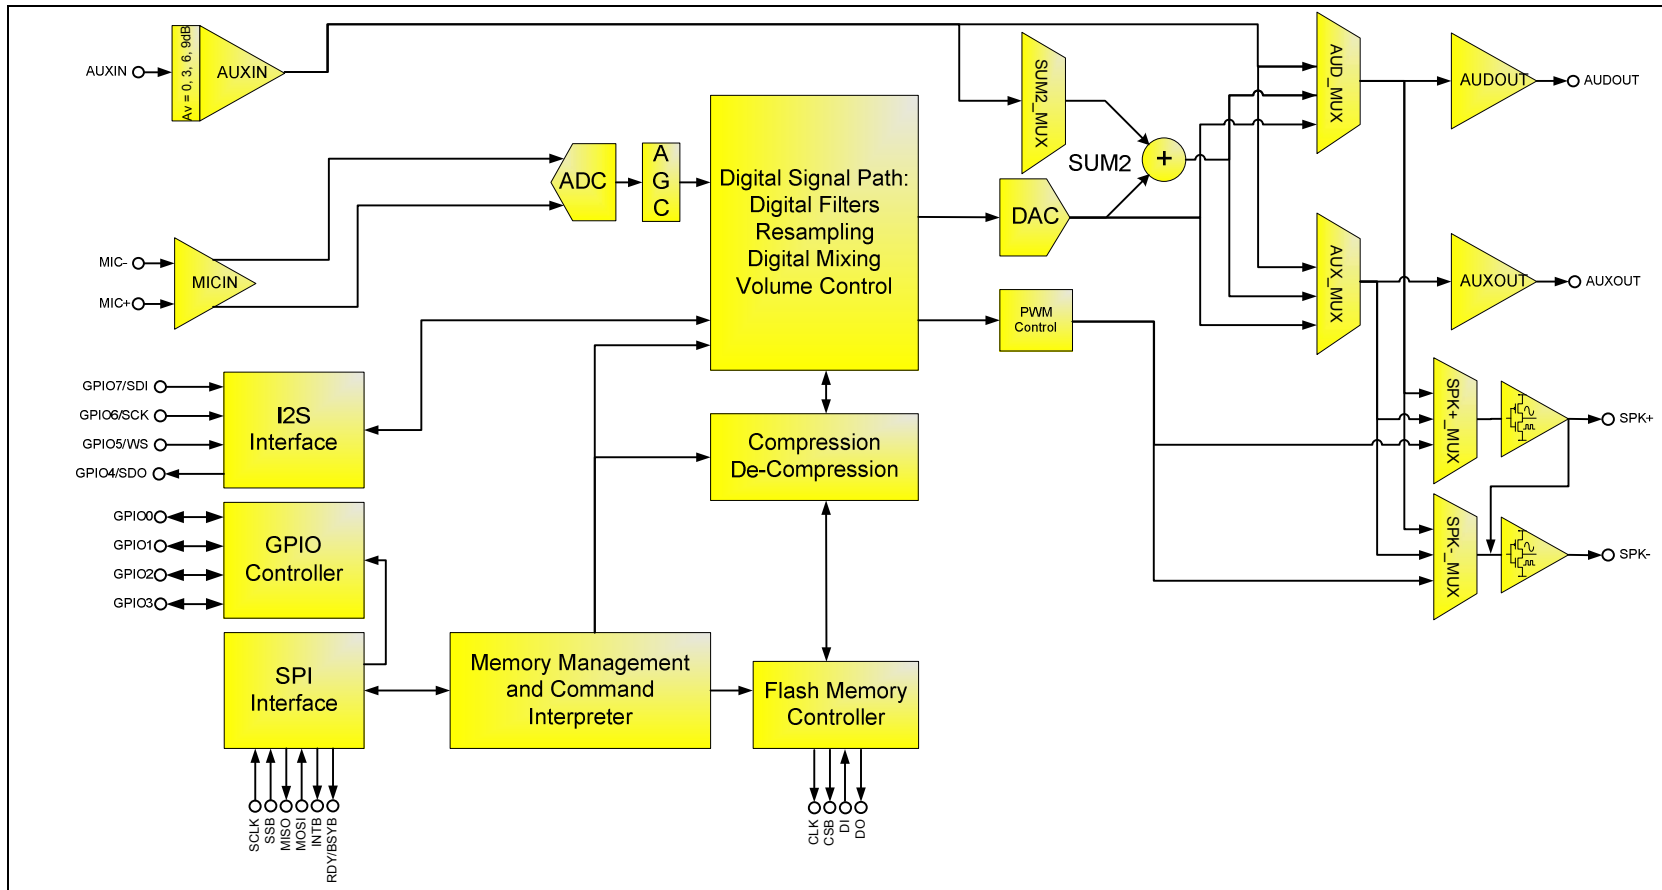 AUXIN
Av = 0, 3, 6, 9dB
AUXIN
MIC-
MIC+
MICIN
ADC
A
G
C
Digital Signal Path:
Digital Filters
Resampling
Digital Mixing
Volume Control
SUM2_MUX
SUM2
+
DAC
PWM
Control
AUD_MUX
AUDOUT
AUDOUT
AUX_MUX
AUXOUT
AUXOUT
SPK+_MUX
SPK+
SPK-_MUX
SPK-
GPIO7/SDI
GPIO6/SCK
GPIO5/WS
GPIO4/SDO
I2S
Interface
Compression
De-Compression
GPIO0
GPIO1
GPIO2
GPIO3
GPIO
Controller
SPI
Interface
Memory Management
and Command
Interpreter
Flash Memory
Controller
SCLK
SSB
MISO
MOSI
INTB
RDY/BSYB
CLK
CSB
DI
DO